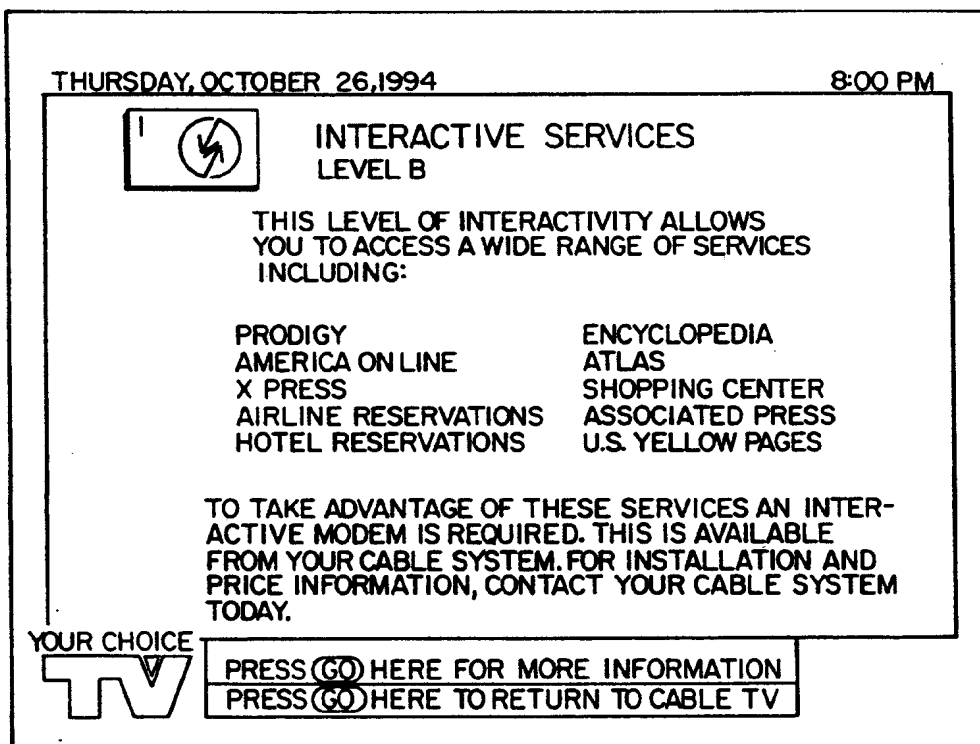 THURSDAY, OCTOBER 26,1994 8:00 PM
1
INTERACTIVE SERVICES
LEVEL B
THIS LEVEL OF INTERACTIVITY ALLOWS
YOU TO ACCESS A WIDE RANGE OF SERVICES
INCLUDING:
PRODIGY ENCYCLOPEDIA
AMERICA ON LINE ATLAS
X PRESS SHOPPING CENTER
AIRLINE RESERVATIONS ASSOCIATED PRESS
HOTEL RESERVATIONS U.S. YELLOW PAGES
TO TAKE ADVANTAGE OF THESE SERVICES AN INTER-
ACTIVE MODEM IS REQUIRED. THIS IS AVAILABLE
FROM YOUR CABLE SYSTEM. FOR INSTALLATION AND
PRICE INFORMATION, CONTACT YOUR CABLE SYSTEM
TODAY.
YOUR CHOICE
TV
PRESS GO HERE FOR MORE INFORMATION
PRESS GO HERE TO RETURN TO CABLE TV